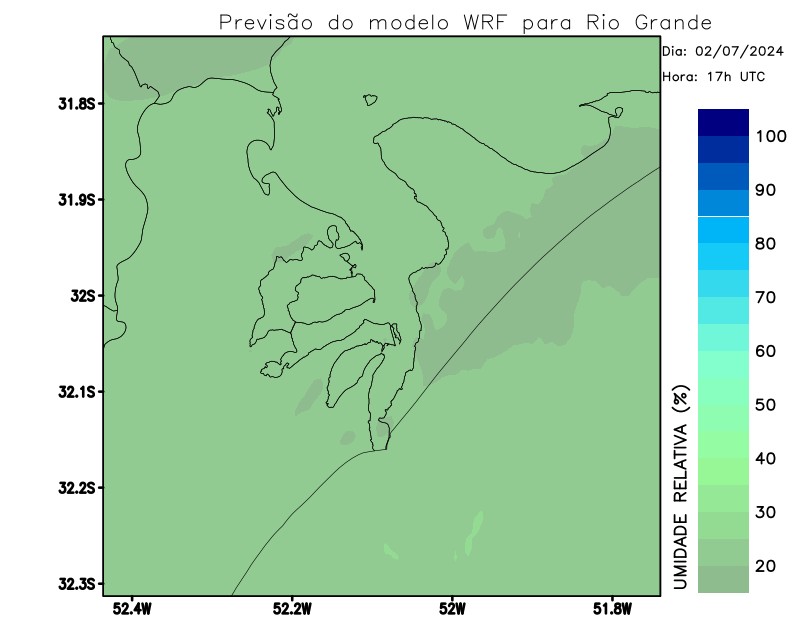 Previsão do modelo WRF para Rio Grande
Dia: 02/07/2024
Hora: 17h UTC
31.8S
31.9S
32S
32.1S
32.2S
32.3S
52.4W
52.2W
52W
51.8W
UMIDADE RELATIVA (%)
100
90
80
70
60
50
40
30
20